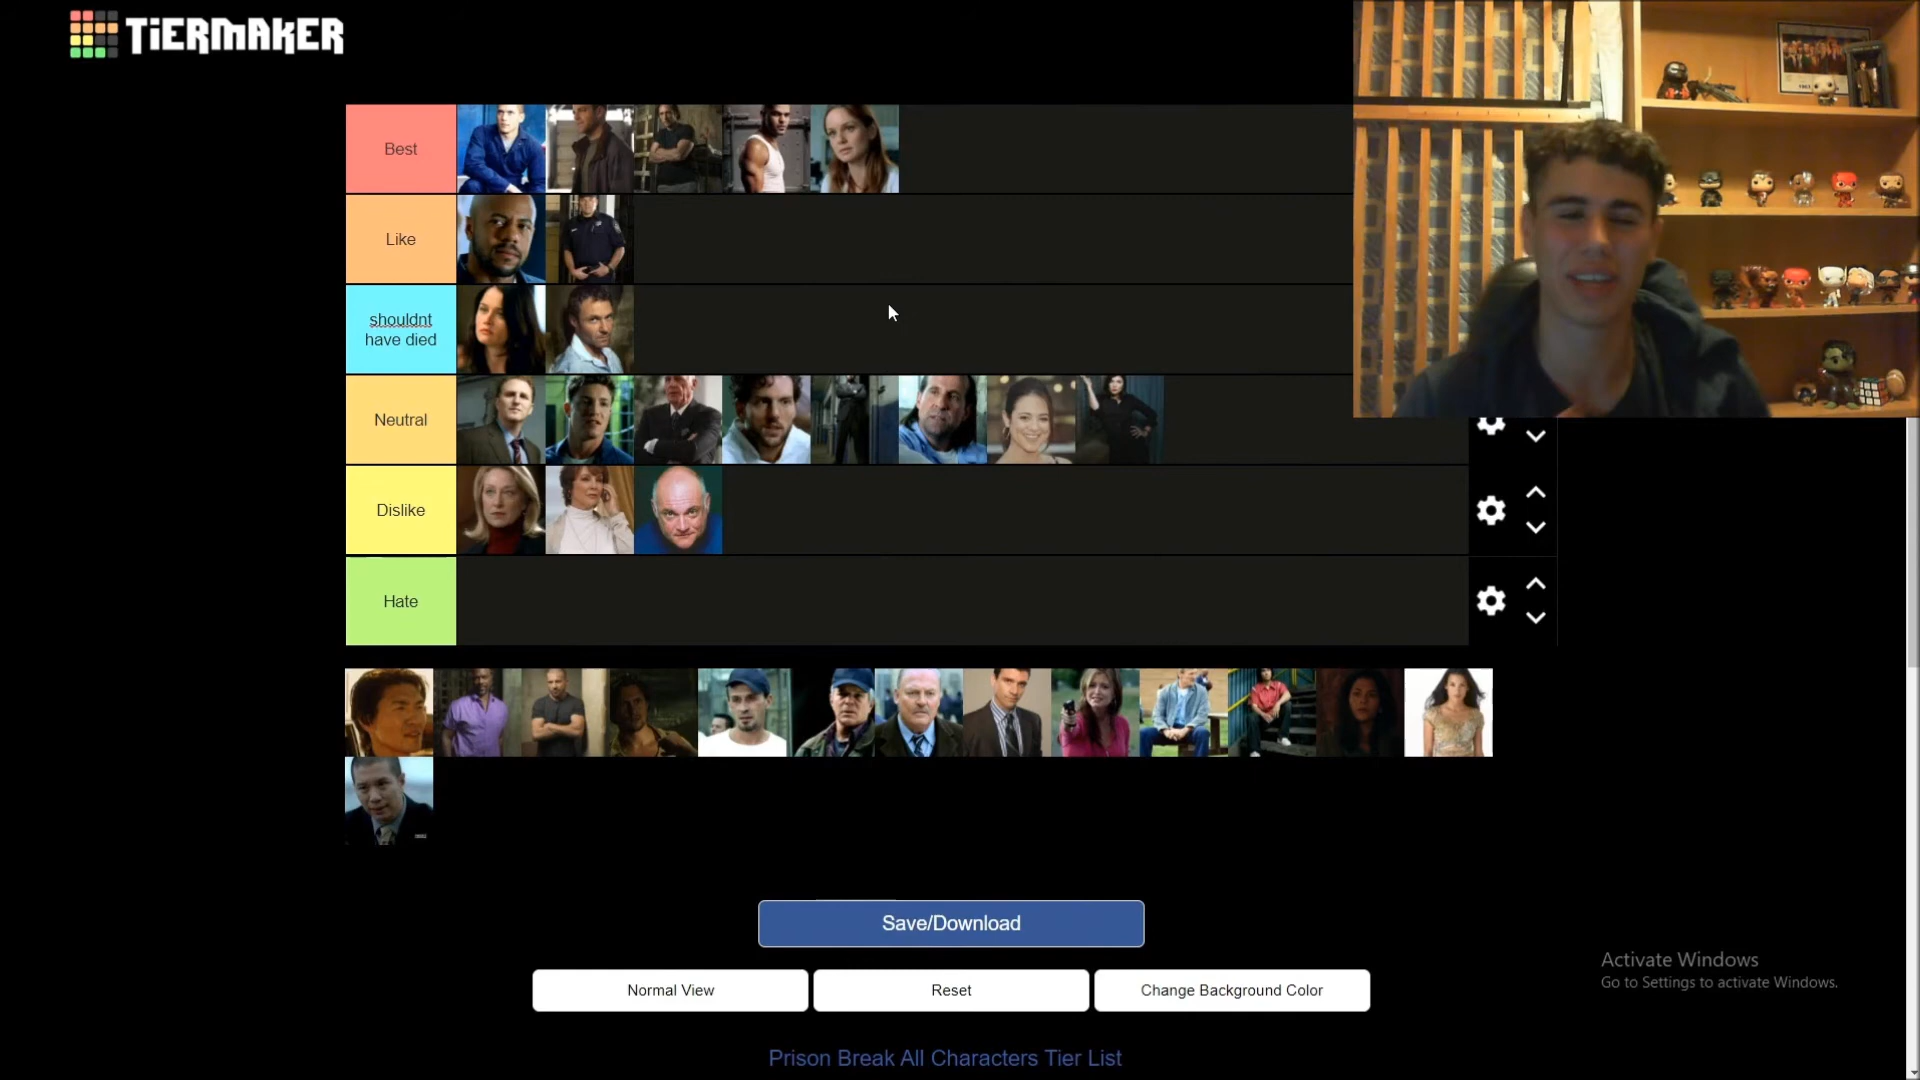 TiERMAKER
Best
Like
shouldnt
have died
Neutral
Dislike
Hate
Save/Download
Normal View
Reset
Change Background Color
Activate Windows
Go to Settings to activate Windows.
Prison Break All Characters Tier List